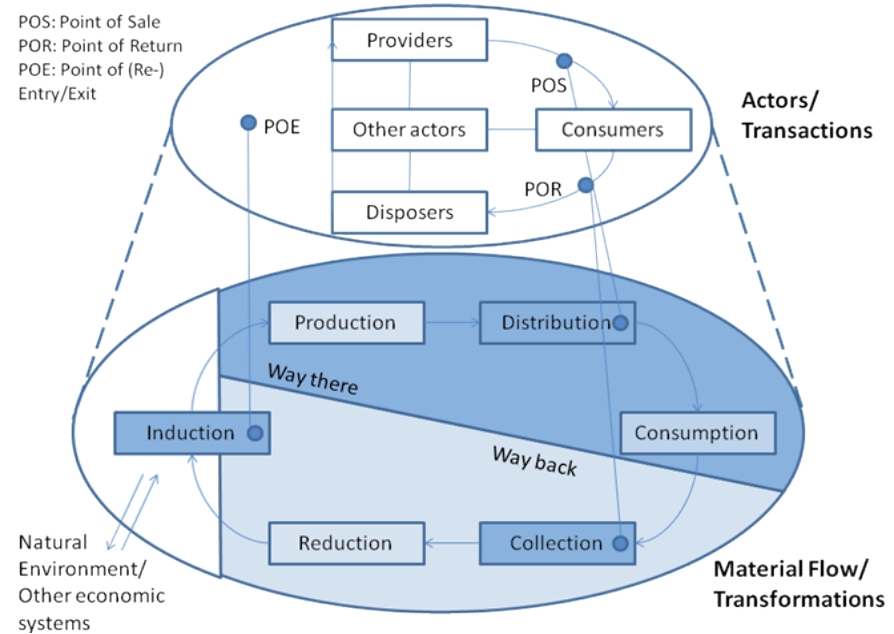 POS: Point of Sale
POR: Point of Return
POE: Point of (Re-)
Entry/Exit
Providers
POS
Actors/
Transactions
POE
Other actors
Consumers
POR
Disposers
Production
Distribution
Way there
Induction
Consumption
Way back
Reduction
Collection
Natural
Environment/
Other economic
systems
Material Flow/
Transformations